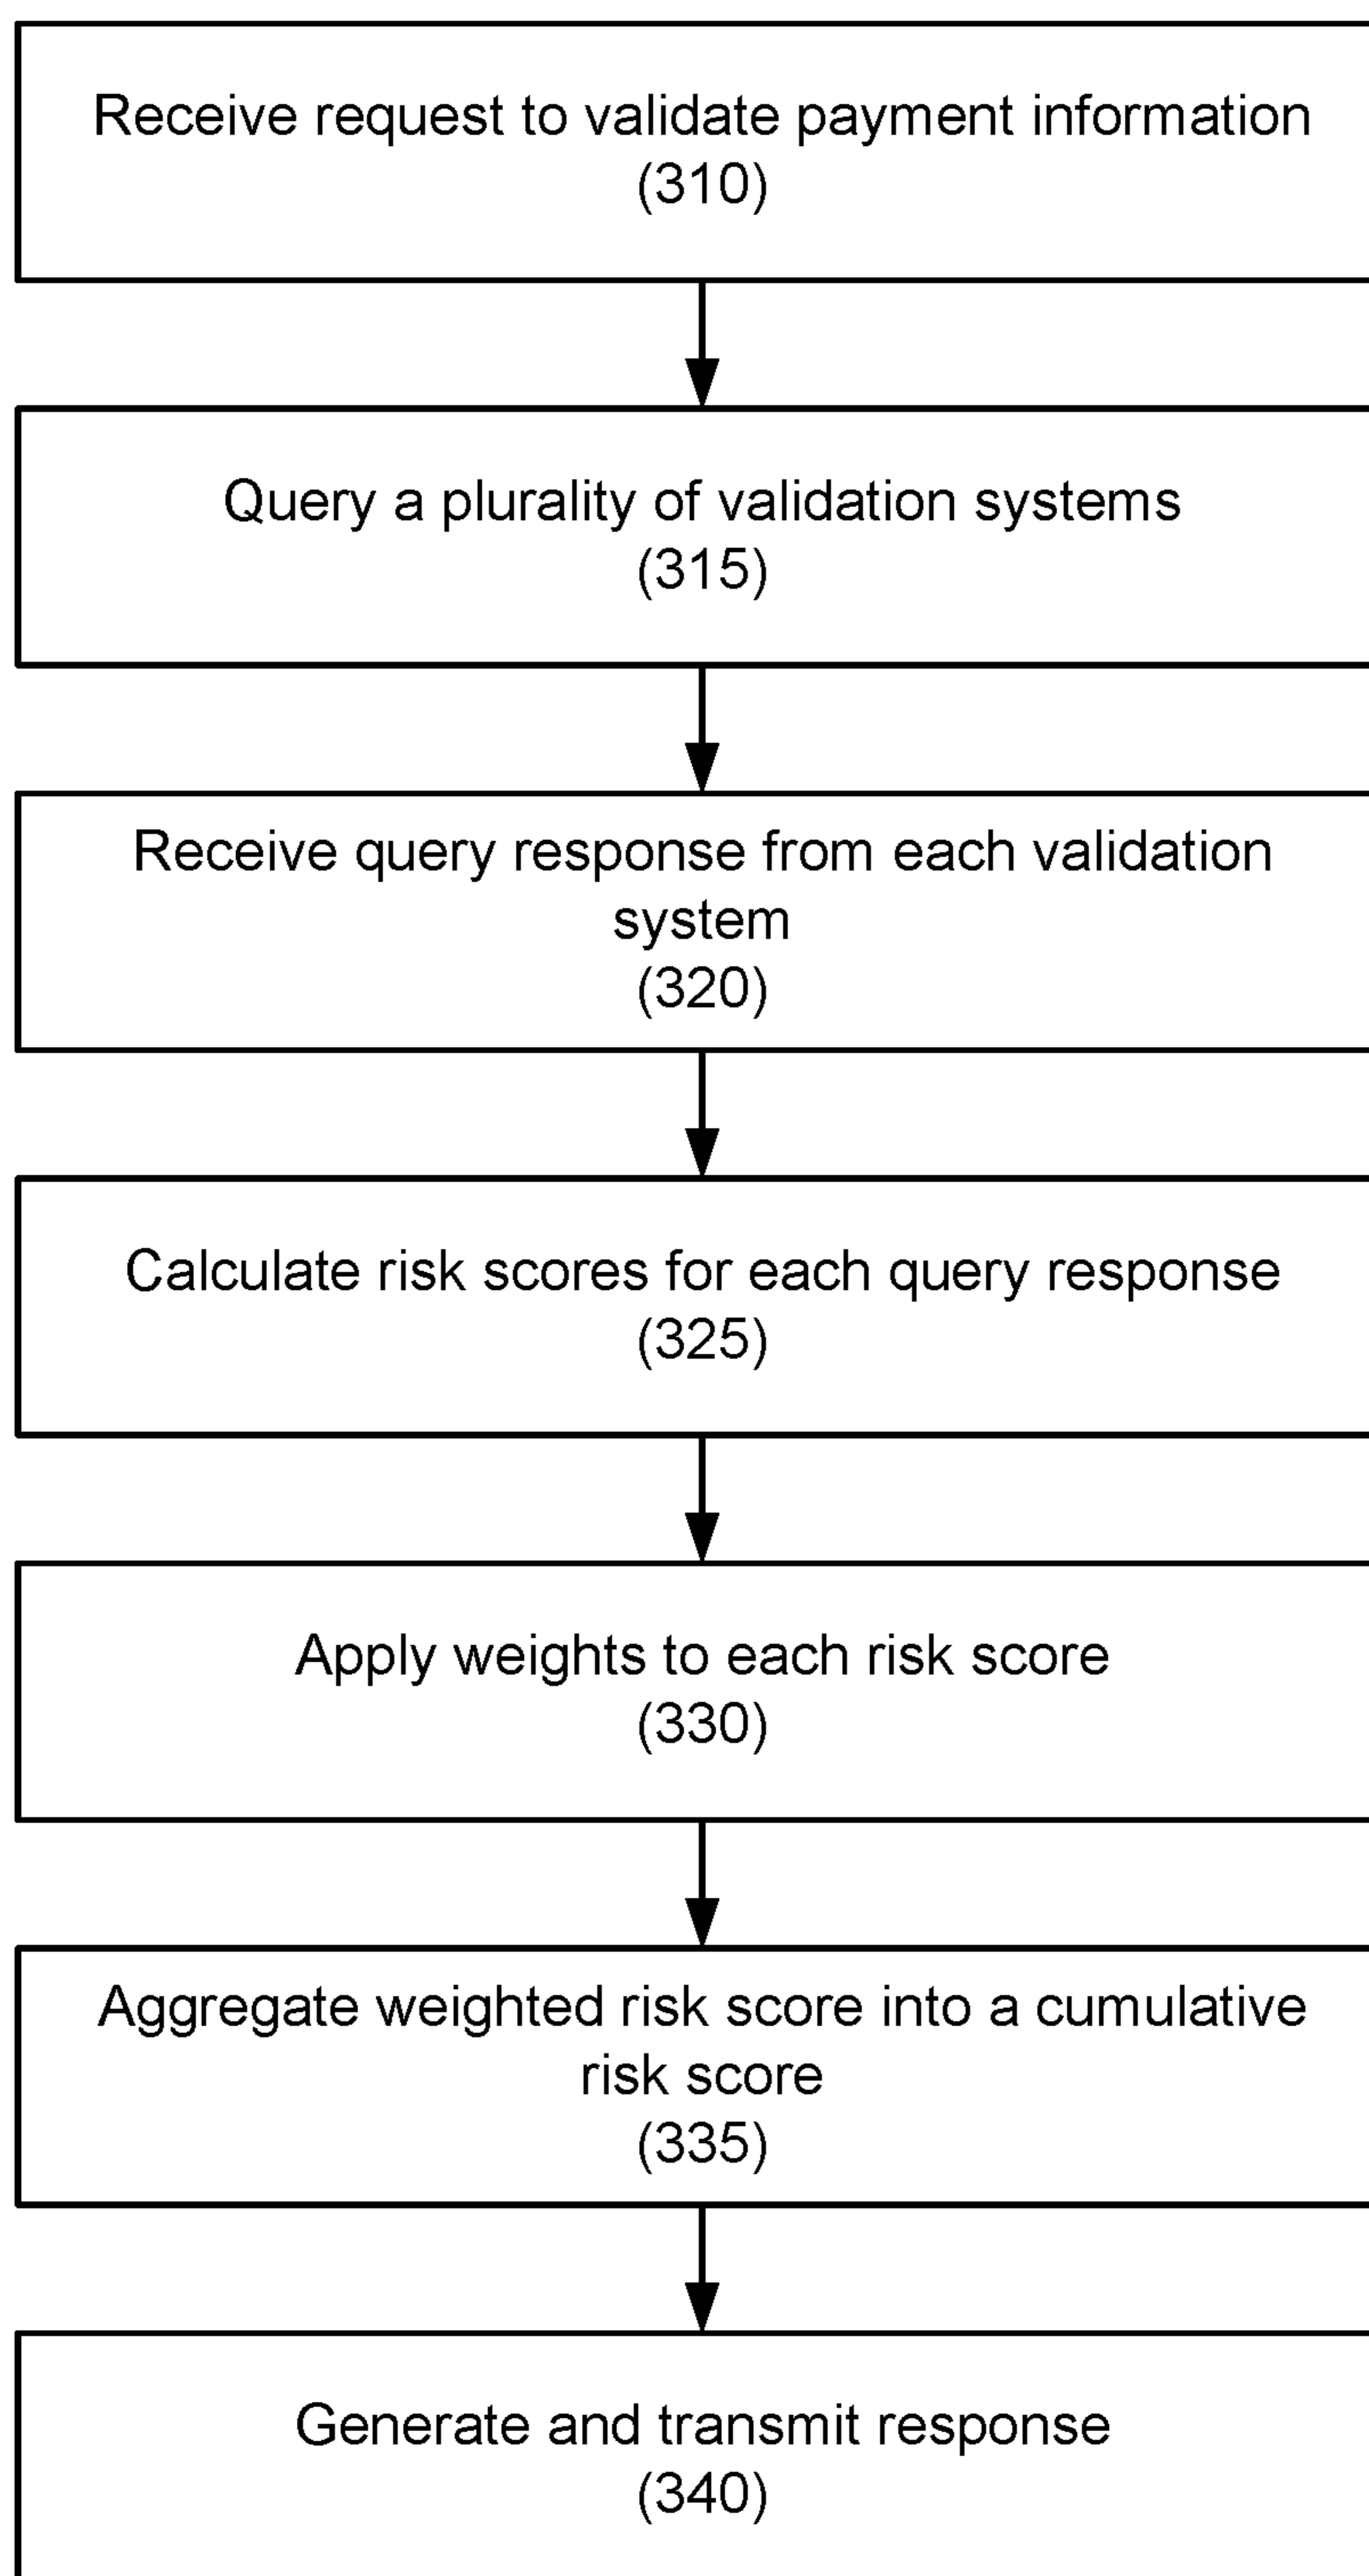 Receive request to validate payment information
(310)
Query a plurality of validation systems
(315)
Receive query response from each validation
system
(320)
Calculate risk scores for each query response
(325)
Apply weights to each risk score
(330)
Aggregate weighted risk score into a cumulative
risk score
(335)
Generate and transmit response
(340)